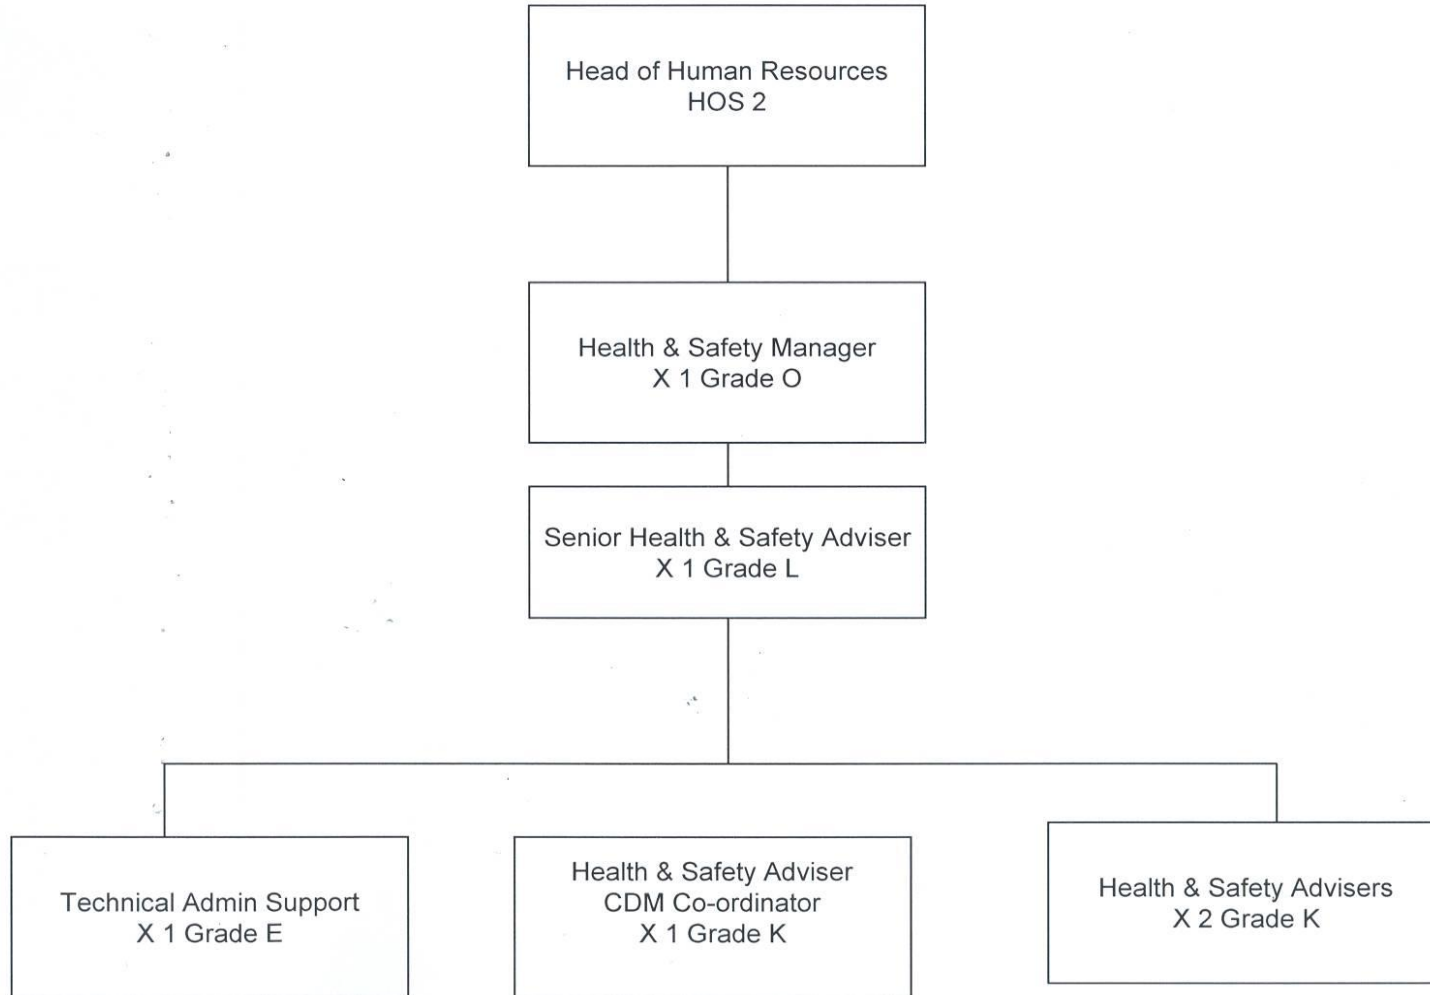 Head of Human Resources
HOS 2
Health & Safety Manager
X 1 Grade O
Senior Health & Safety Adviser
X 1 Grade L
Technical Admin Support
X 1 Grade E
Health & Safety Adviser
CDM Co-ordinator
X 1 Grade K
Health & Safety Advisers
X 2 Grade K